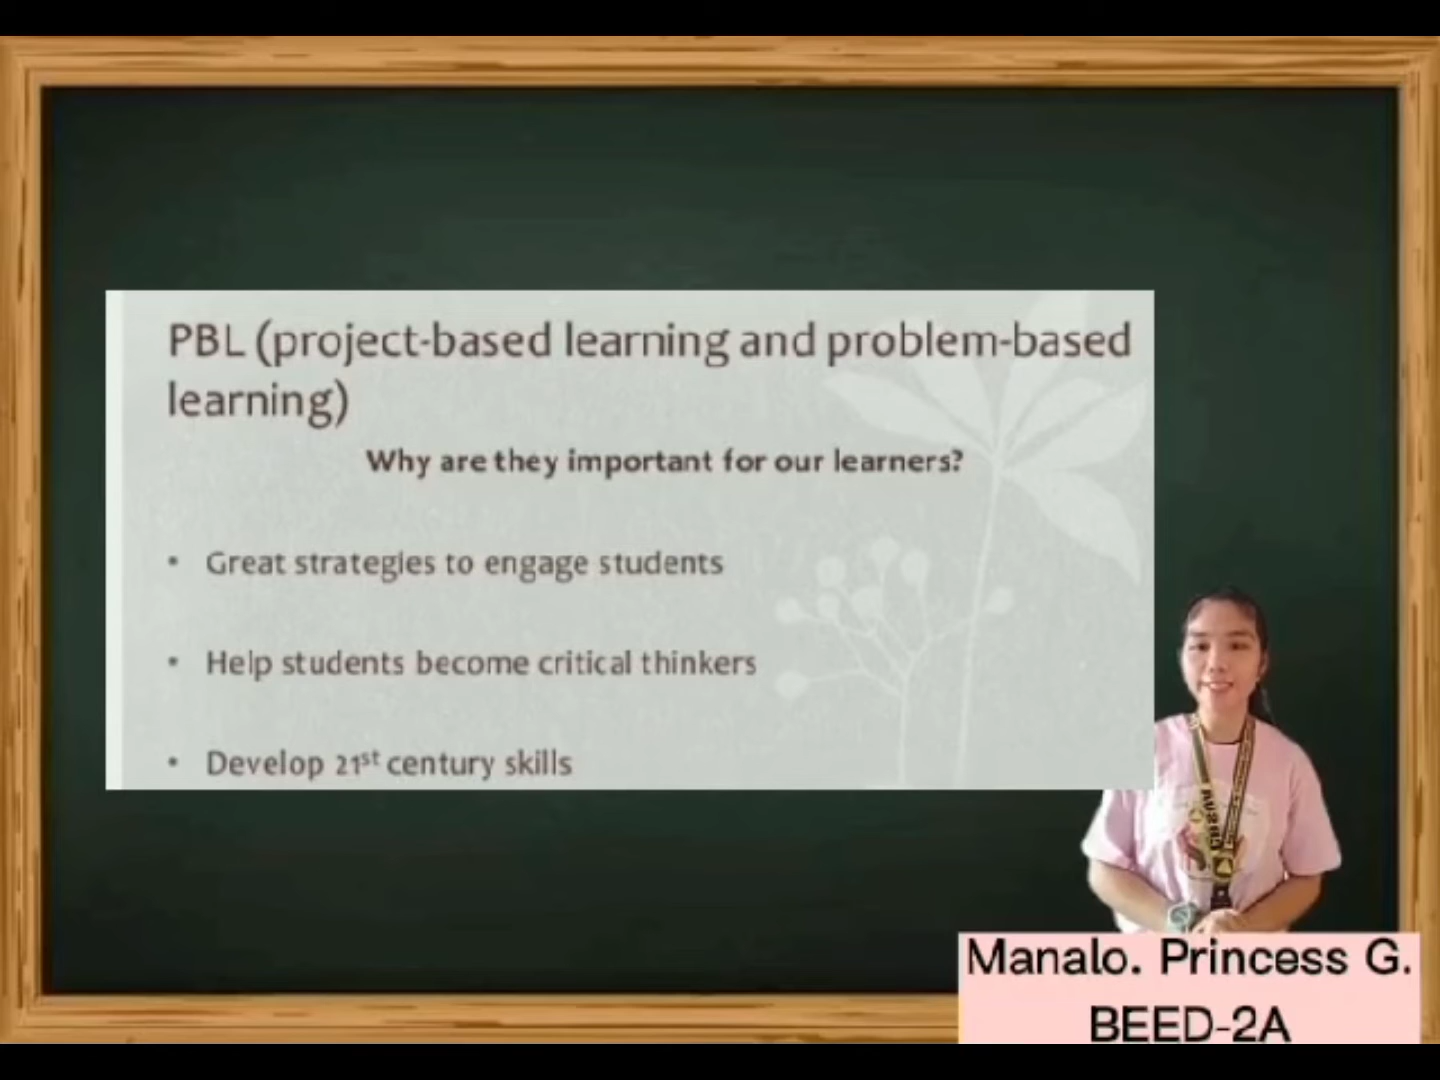 PBL (project-based learning and problem-based
learning)
Why are they important for our learners?
• Great strategies to engage students
• Help students become critical thinkers
• Develop 21st century skills
Manalo. Princess G.
BEED-2A